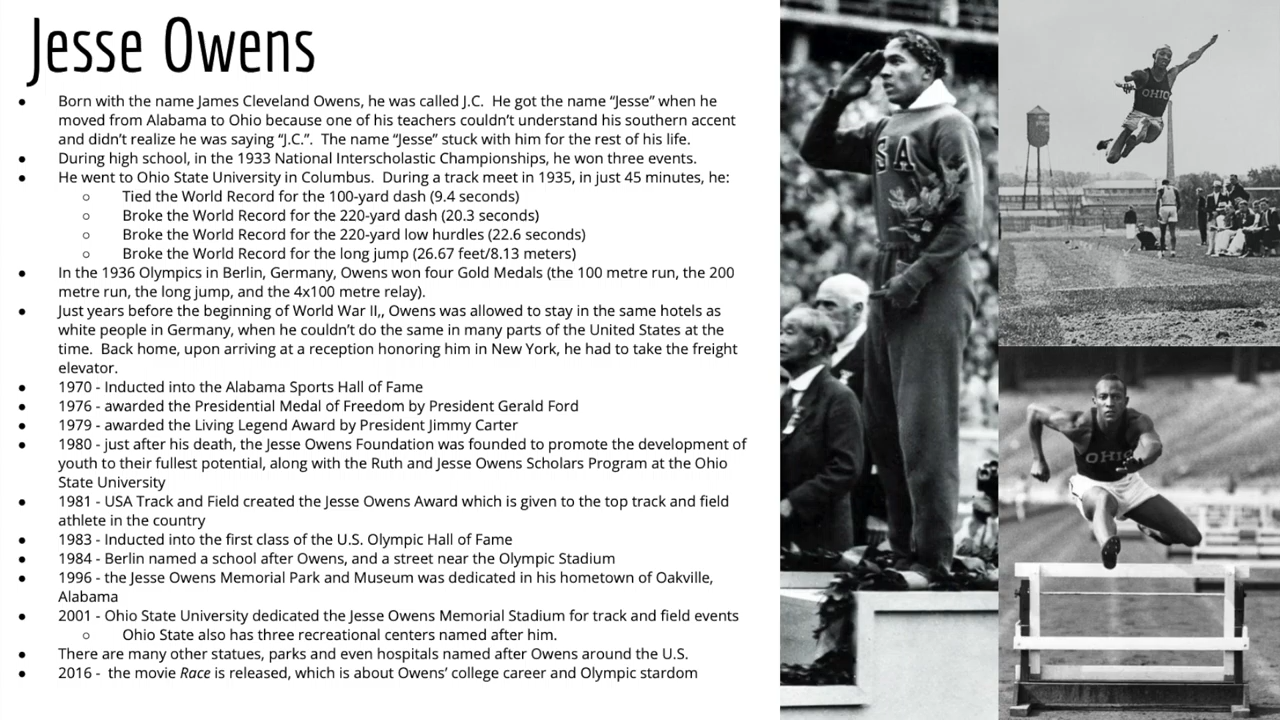 Jesse Owens
● Born with the name James Cleveland Owens, he was called J.C.  He got the name “Jesse” when he
moved from Alabama to Ohio because one of his teachers couldn’t understand his southern accent
and didn’t realize he was saying “J.C.”.  The name “Jesse” stuck with him for the rest of his life.
● During high school, in the 1933 National Interscholastic Championships, he won three events.
● He went to Ohio State University in Columbus.  During a track meet in 1935, in just 45 minutes, he:
○ Tied the World Record for the 100-yard dash (9.4 seconds)
○ Broke the World Record for the 220-yard dash (20.3 seconds)
○ Broke the World Record for the 220-yard low hurdles (22.6 seconds)
○ Broke the World Record for the long jump (26.67 feet/8.13 meters)
● In the 1936 Olympics in Berlin, Germany, Owens won four Gold Medals (the 100 metre run, the 200
metre run, the long jump, and the 4x100 metre relay).
● Just years before the beginning of World War II,, Owens was allowed to stay in the same hotels as
white people in Germany, when he couldn’t do the same in many parts of the United States at the
time.  Back home, upon arriving at a reception honoring him in New York, he had to take the freight
elevator.
● 1970 - Inducted into the Alabama Sports Hall of Fame
● 1976 - awarded the Presidential Medal of Freedom by President Gerald Ford
● 1979 - awarded the Living Legend Award by President Jimmy Carter
● 1980 - just after his death, the Jesse Owens Foundation was founded to promote the development of
youth to their fullest potential, along with the Ruth and Jesse Owens Scholars Program at the Ohio
State University
● 1981 - USA Track and Field created the Jesse Owens Award which is given to the top track and field
athlete in the country
● 1983 - Inducted into the first class of the U.S. Olympic Hall of Fame
● 1984 - Berlin named a school after Owens, and a street near the Olympic Stadium
● 1996 - the Jesse Owens Memorial Park and Museum was dedicated in his hometown of Oakville,
Alabama
● 2001 - Ohio State University dedicated the Jesse Owens Memorial Stadium for track and field events
○ Ohio State also has three recreational centers named after him.
● There are many other statues, parks and even hospitals named after Owens around the U.S.
● 2016 -  the movie Race is released, which is about Owens’ college career and Olympic stardom
SA
OHIO
OHIO